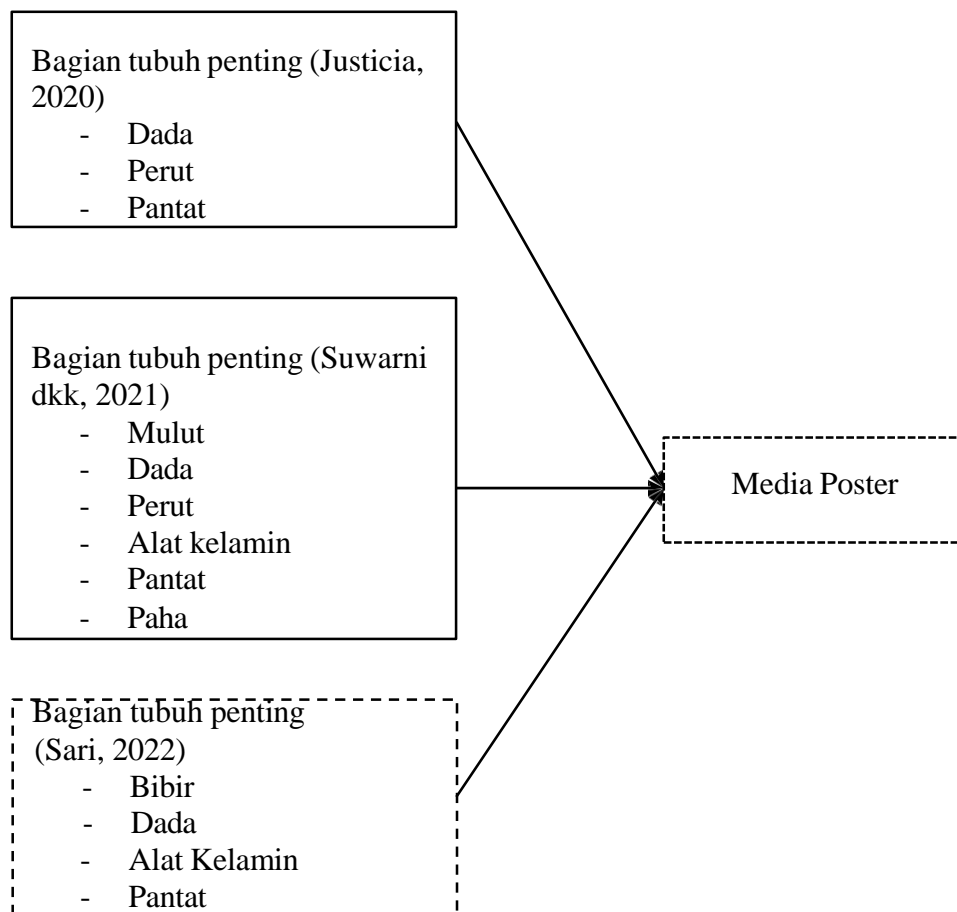 Bagian tubuh penting (Justicia,
2020)
- Dada
- Perut
- Pantat
Bagian tubuh penting (Suwarni
dkk, 2021)
- Mulut
- Dada
- Perut
- Alat kelamin
- Pantat
- Paha
Media Poster
Bagian tubuh penting
(Sari, 2022)
- Bibir
- Dada
- Alat Kelamin
- Pantat